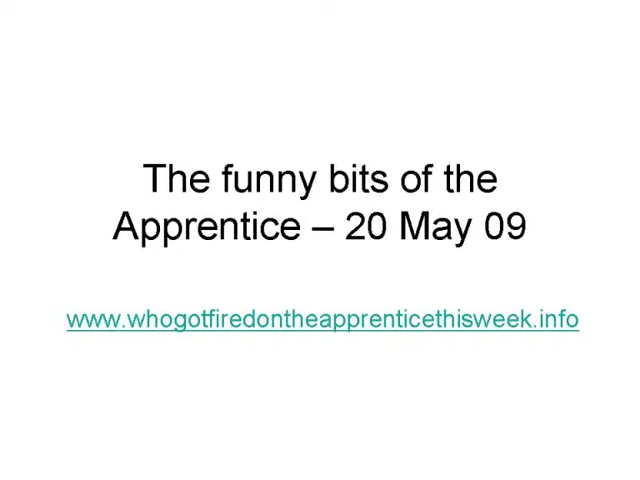 The funny bits of the
Apprentice – 20 May 09
www.whogotfiredontheapprenticethisweek.info